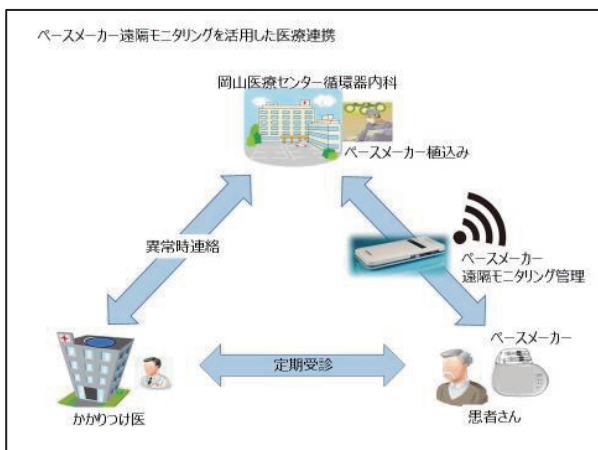 ペースメーカー遠隔モニタリングを活用した医療連携
岡山医療センター循環器内科
ペースメーカー植込み
異常時連絡
ペースメーカー
遠隔モニタリング管理
ペースメーカー
定期受診
かかりつけ医
患者さん